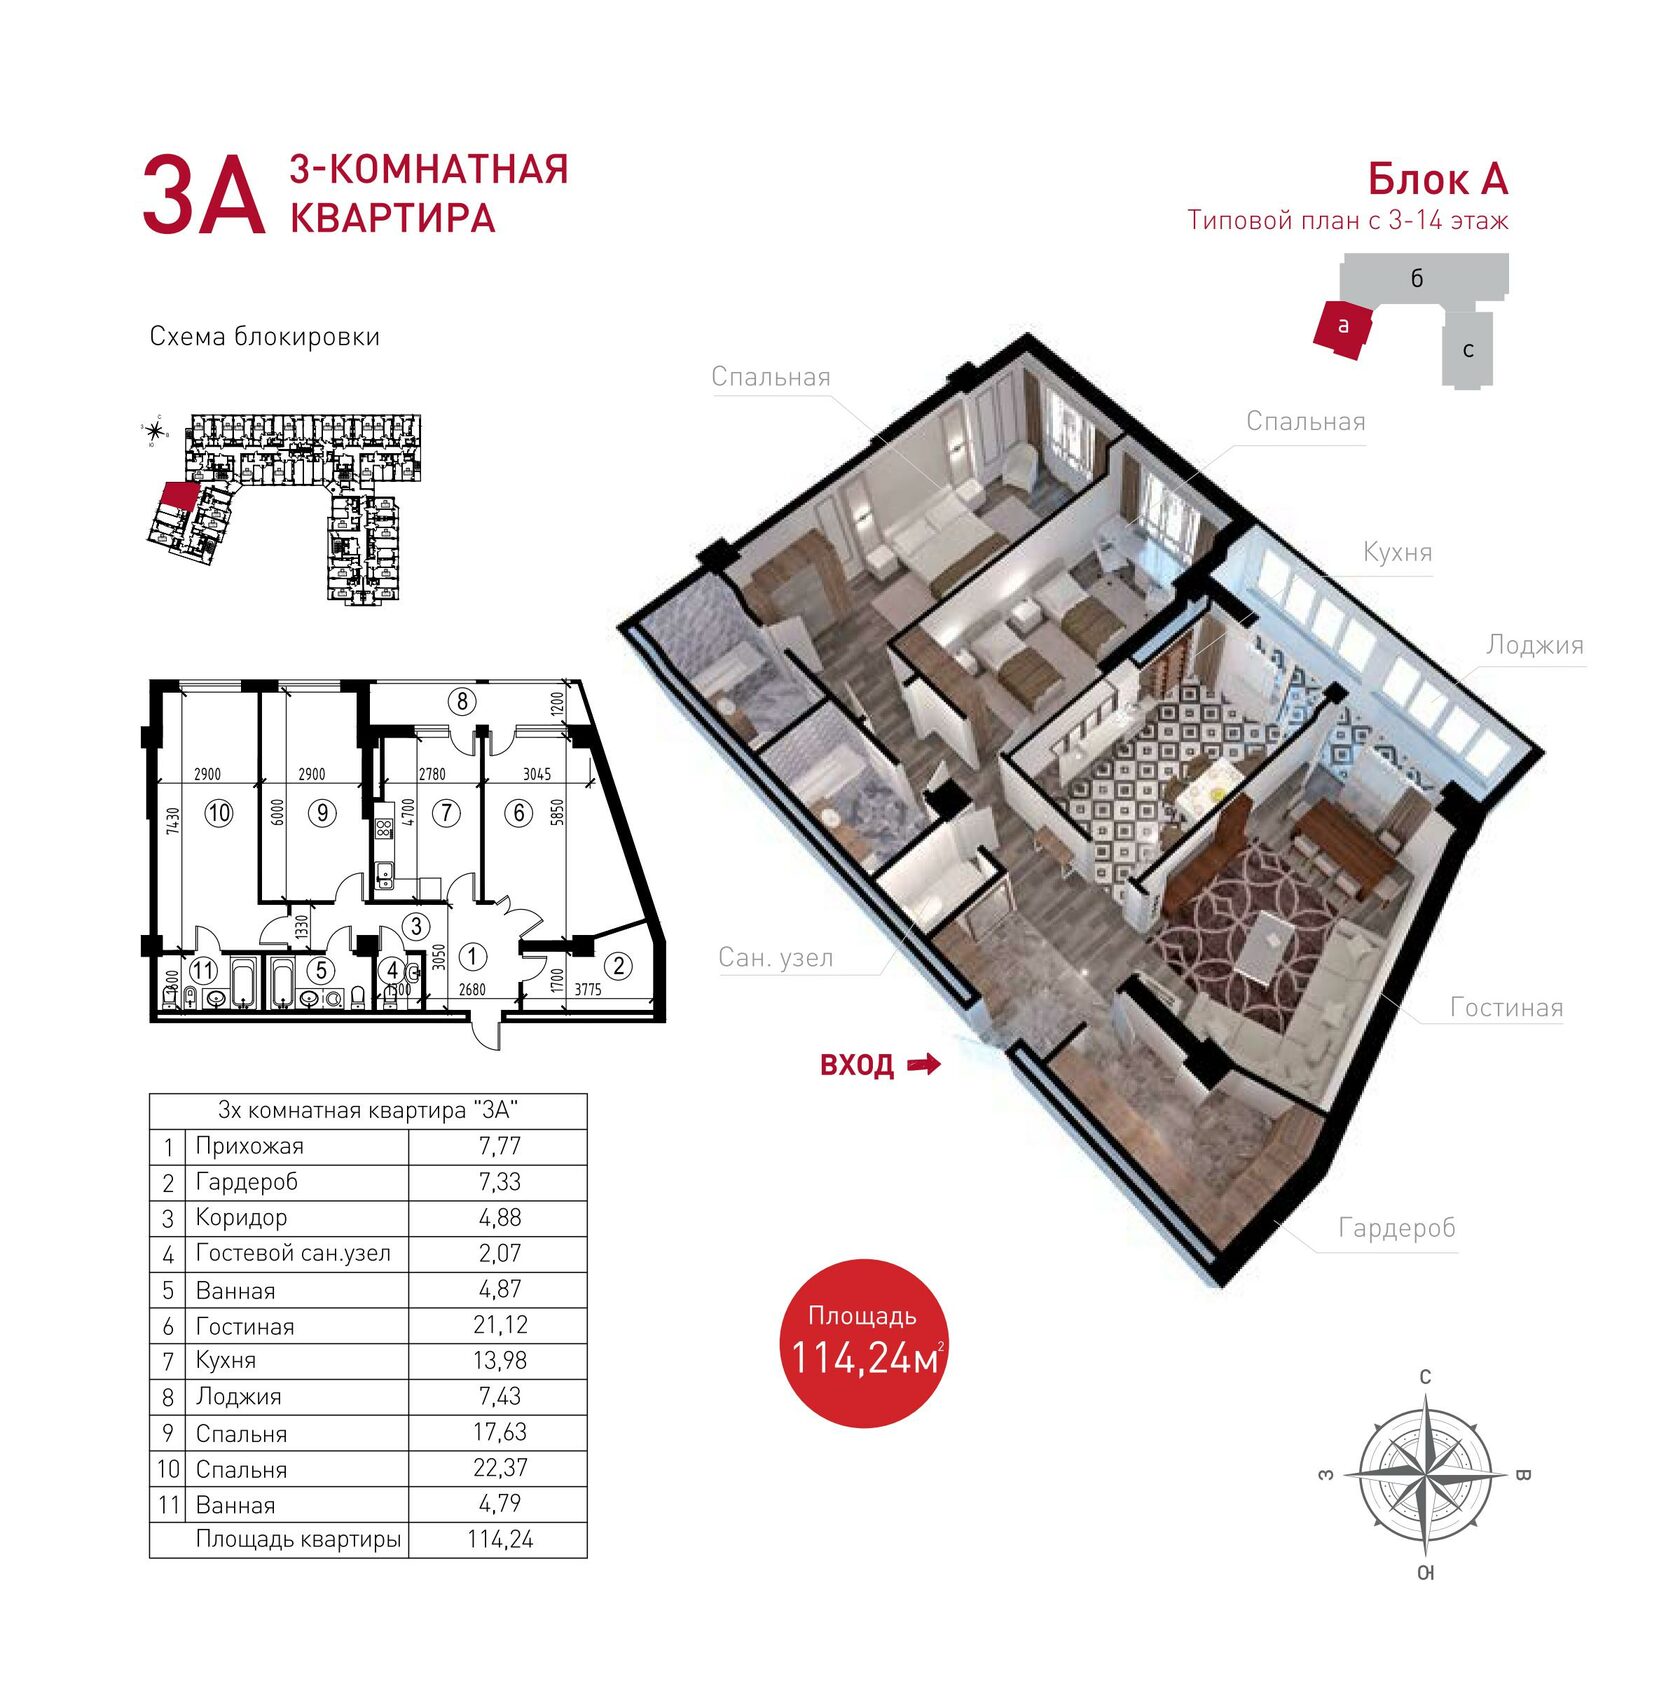 3А
3-КОМНАТНАЯ
КВАРТИРА
Блок А
Типовой план с 3-14 этаж
б
а
с
Схема блокировки
С
З
В
Ю
Спальная
Спальная
Кухня
Лоджия
Сан. узел
Гостиная
Гардероб
ВХОД
8
1200
2900
2900
2780
3045
10
9
7
6
7430
6000
4700
5850
1330
3
3050
1
2
11
5
4
1600
1300
2680
1700
3775
3х комнатная квартира "3А"
1 Прихожая 7,77
2 Гардероб 7,33
3 Коридор 4,88
4 Гостевой сан.узел 2,07
5 Ванная 4,87
6 Гостиная 21,12
7 Кухня 13,98
8 Лоджия 7,43
9 Спальня 17,63
10 Спальня 22,37
11 Ванная 4,79
Площадь квартиры 114,24
Площадь
114,24м²
С
З
В
Ю